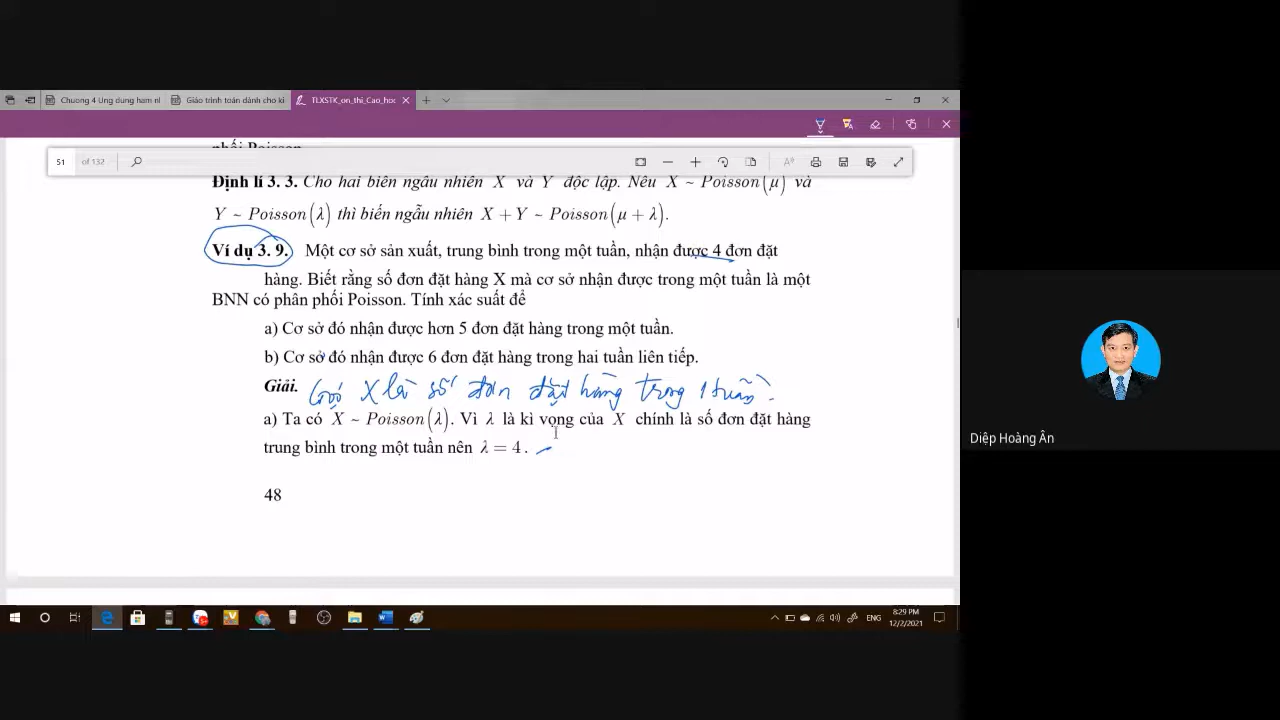 Chuong 4 Ung dung ham nl
Giáo trình toán dành cho ki
TLXSTK_on_thi_Cao_hoc
51 of 132
phối Poisson
Định lí 3. 3. Cho hai biến ngẫu nhiên X và Y độc lập. Nếu X ~ Poisson(μ) và
Y ~ Poisson(λ) thì biến ngẫu nhiên X + Y ~ Poisson(μ + λ).
Ví dụ 3. 9. Một cơ sở sản xuất, trung bình trong một tuần, nhận được 4 đơn đặt
hàng. Biết rằng số đơn đặt hàng X mà cơ sở nhận được trong một tuần là một
BNN có phân phối Poisson. Tính xác suất để
a) Cơ sở đó nhận được hơn 5 đơn đặt hàng trong một tuần.
b) Cơ sở đó nhận được 6 đơn đặt hàng trong hai tuần liên tiếp.
Giải. Gọi X là số đơn đặt hàng trong 1 tuần.
a) Ta có X ~ Poisson(λ). Vì λ là kì vọng của X chính là số đơn đặt hàng
trung bình trong một tuần nên λ = 4.
48
Diệp Hoàng Ân
ENG
8:29 PM
12/2/2021